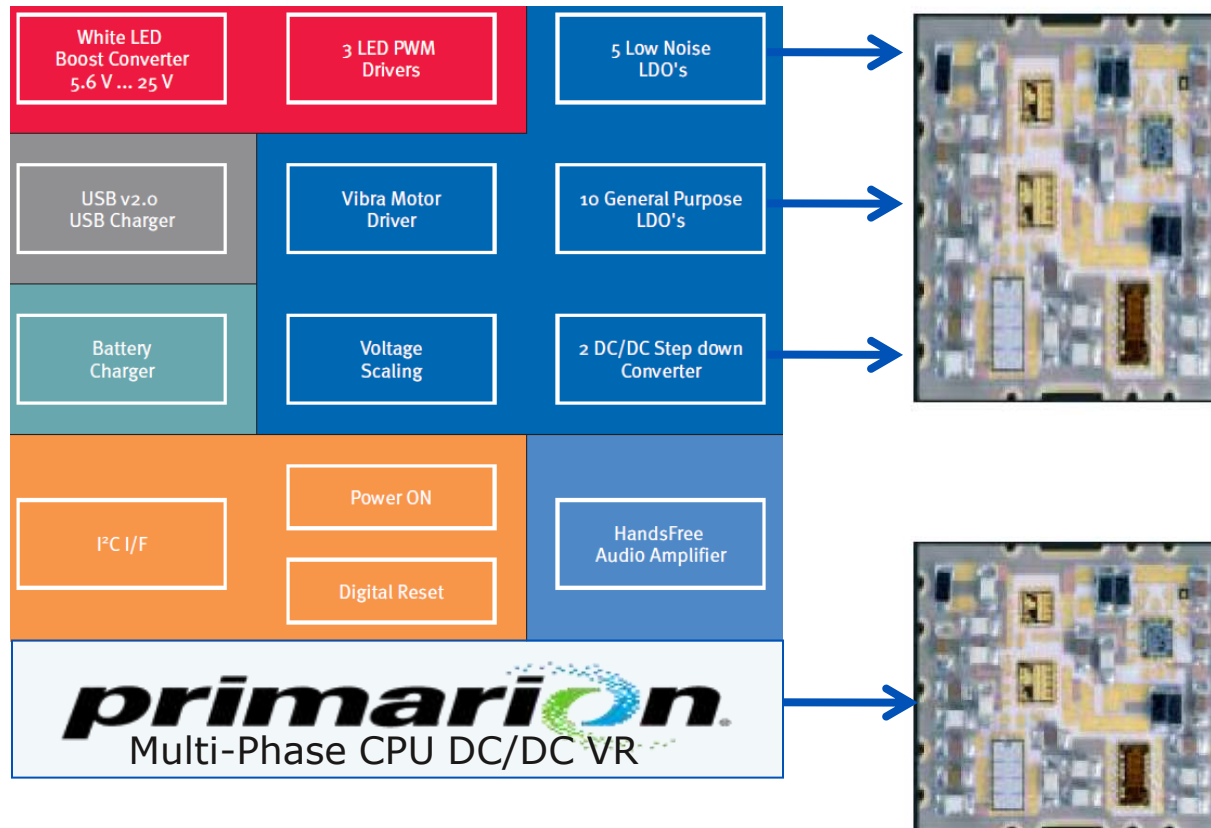 White LED
Boost Converter
5.6 V ... 25 V
3 LED PWM
Drivers
5 Low Noise
LDO's
USB v2.0
USB Charger
Vibra Motor
Driver
10 General Purpose
LDO's
Battery
Charger
Voltage
Scaling
2 DC/DC Step down
Converter
I²C I/F
Power ON
Digital Reset
HandsFree
Audio Amplifier
primarion.
Multi-Phase CPU DC/DC VR